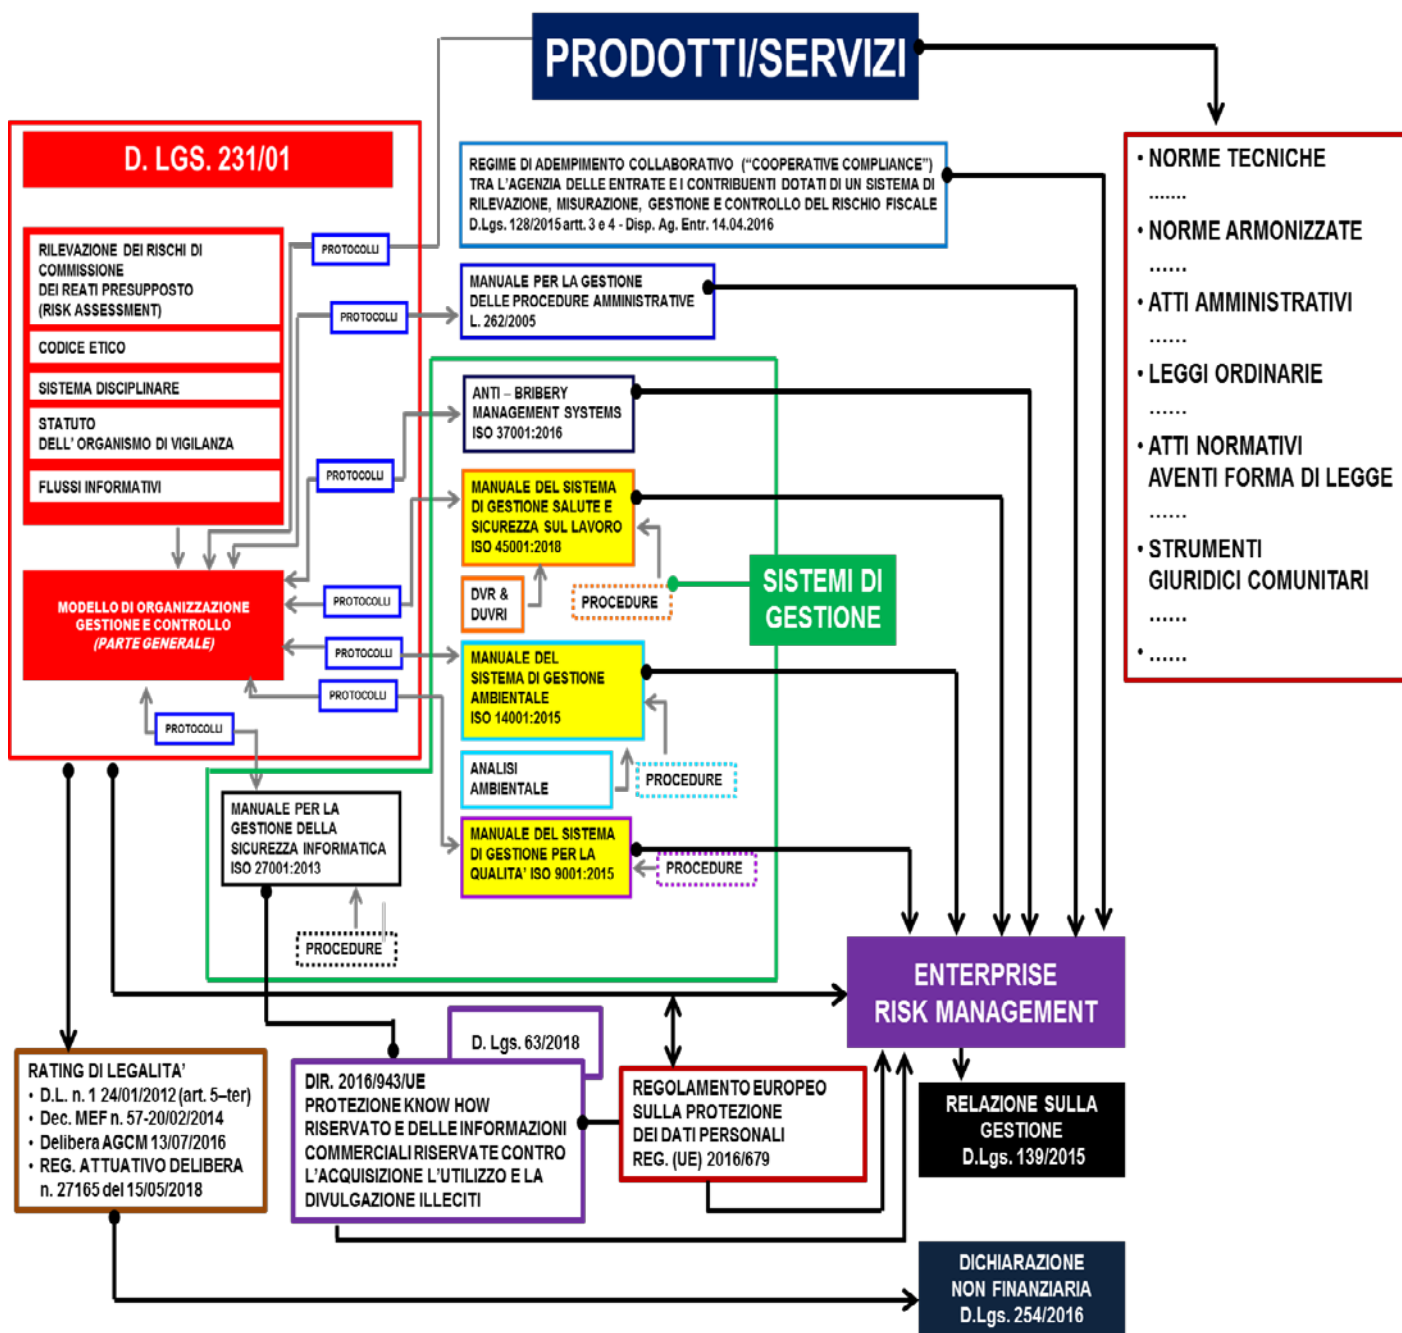 PRODOTTI/SERVIZI
D. LGS. 231/01
RILEVAZIONE DEI RISCHI DI
COMMISSIONE
DEI REATI PRESUPPOSTO
(RISK ASSESSMENT)
CODICE ETICO
SISTEMA DISCIPLINARE
STATUTO
DELL' ORGANISMO DI VIGILANZA
FLUSSI INFORMATIVI
MODELLO DI ORGANIZZAZIONE
GESTIONE E CONTROLLO
(PARTE GENERALE)
PROTOCOLLI
PROTOCOLLI
PROTOCOLLI
PROTOCOLLI
PROTOCOLLI
PROTOCOLLI
PROTOCOLLI
REGIME DI ADEMPIMENTO COLLABORATIVO (“COOPERATIVE COMPLIANCE”)
TRA L'AGENZIA DELLE ENTRATE E I CONTRIBUENTI DOTATI DI UN SISTEMA DI
RILEVAZIONE, MISURAZIONE, GESTIONE E CONTROLLO DEL RISCHIO FISCALE
D.Lgs. 128/2015 artt. 3 e 4 - Disp. Ag. Entr. 14.04.2016
MANUALE PER LA GESTIONE
DELLE PROCEDURE AMMINISTRATIVE
L. 262/2005
ANTI – BRIBERY
MANAGEMENT SYSTEMS
ISO 37001:2016
MANUALE DEL SISTEMA
DI GESTIONE SALUTE E
SICUREZZA SUL LAVORO
ISO 45001:2018
DVR &
DUVRI
PROCEDURE
SISTEMI DI
GESTIONE
MANUALE DEL
SISTEMA DI GESTIONE
AMBIENTALE
ISO 14001:2015
ANALISI
AMBIENTALE
PROCEDURE
MANUALE DEL SISTEMA
DI GESTIONE PER LA
QUALITA' ISO 9001:2015
PROCEDURE
MANUALE PER LA
GESTIONE DELLA
SICUREZZA INFORMATICA
ISO 27001:2013
PROCEDURE
• NORME TECNICHE
.......
• NORME ARMONIZZATE
......
• ATTI AMMINISTRATIVI
......
• LEGGI ORDINARIE
......
• ATTI NORMATIVI
AVENTI FORMA DI LEGGE
......
• STRUMENTI
GIURIDICI COMUNITARI
......
• ......
ENTERPRISE
RISK MANAGEMENT
RATING DI LEGALITA'
• D.L. n. 1 24/01/2012 (art. 5–ter)
• Dec. MEF n. 57-20/02/2014
• Delibera AGCM 13/07/2016
• REG. ATTUATIVO DELIBERA
n. 27165 del 15/05/2018
D. Lgs. 63/2018
DIR. 2016/943/UE
PROTEZIONE KNOW HOW
RISERVATO E DELLE INFORMAZIONI
COMMERCIALI RISERVATE CONTRO
L'ACQUISIZIONE L'UTILIZZO E LA
DIVULGAZIONE ILLECITI
REGOLAMENTO EUROPEO
SULLA PROTEZIONE
DEI DATI PERSONALI
REG. (UE) 2016/679
RELAZIONE SULLA
GESTIONE
D.Lgs. 139/2015
DICHIARAZIONE
NON FINANZIARIA
D.Lgs. 254/2016